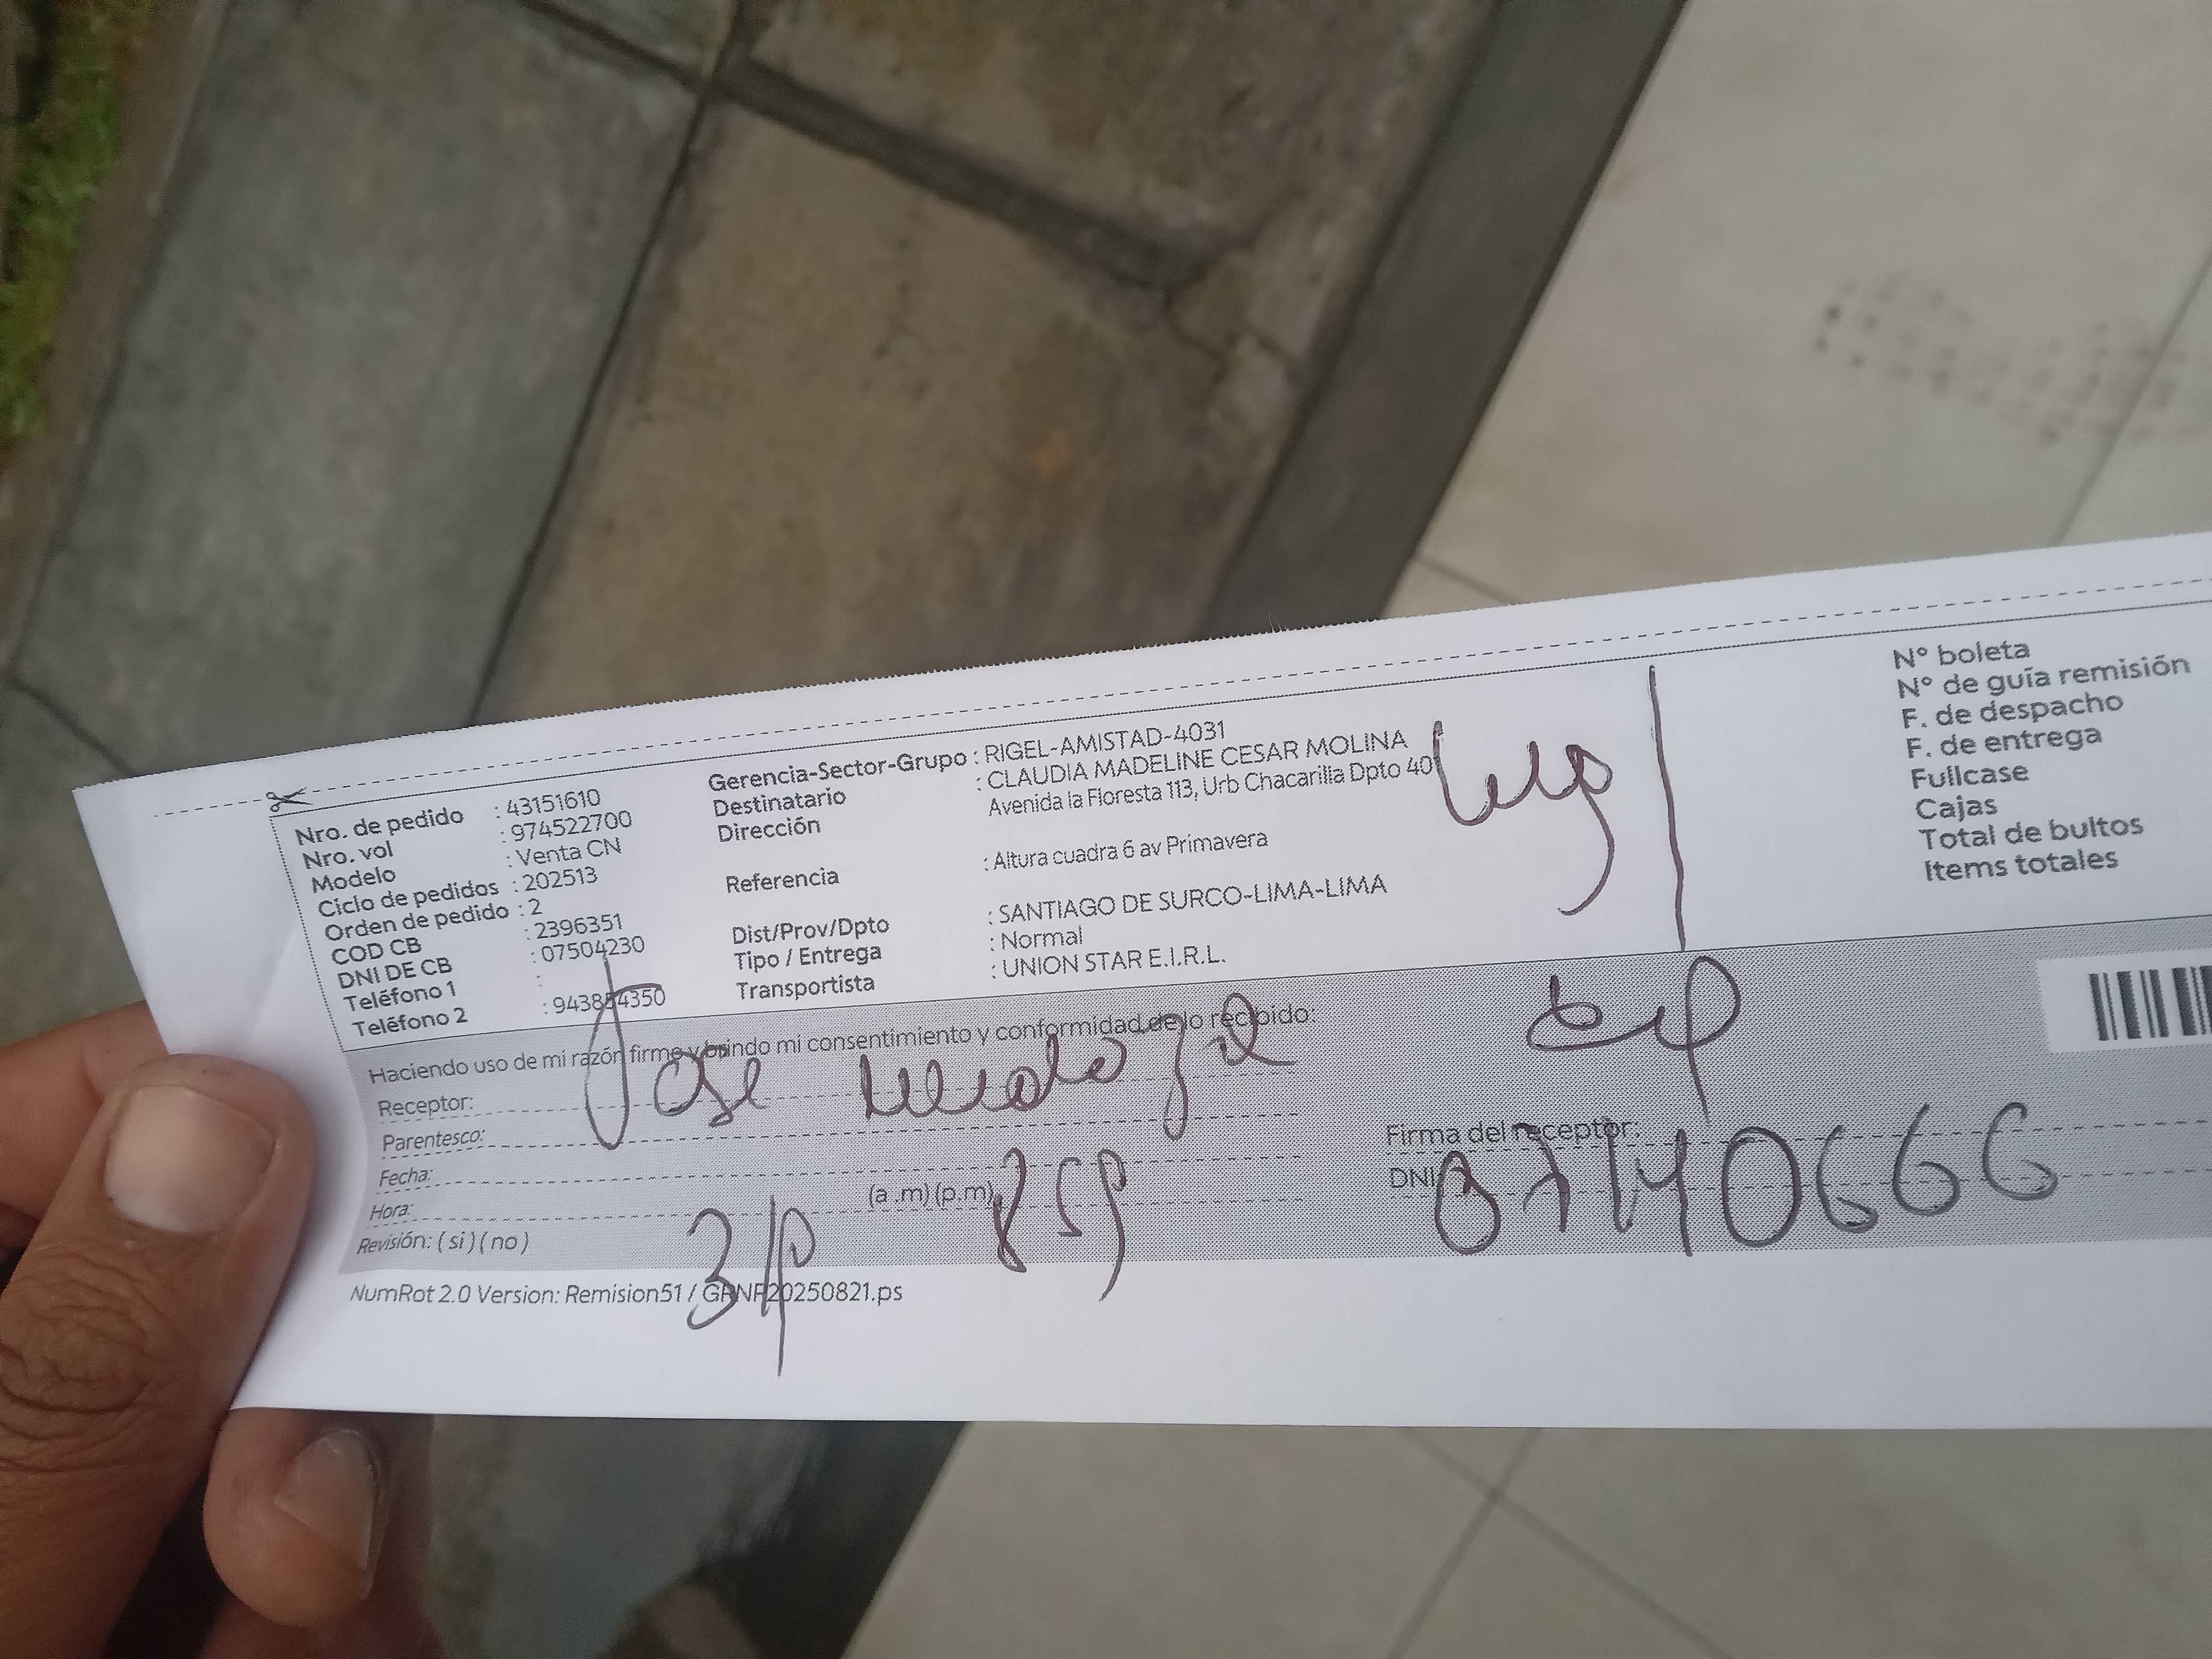 Nro. de pedido : 43151610
Nro. vol : 974522700
Modelo : Venta CN
Ciclo de pedidos : 202513
Orden de pedido : 2
COD CB : 2396351
DNI DE CB : 07504230
Teléfono 1 :
Teléfono 2 : 943854350
Gerencia-Sector-Grupo : RIGEL-AMISTAD-4031
Destinatario : CLAUDIA MADELINE CESAR MOLINA
Dirección Avenida la Floresta 113, Urb Chacarilla Dpto 40
Referencia : Altura cuadra 6 av Primavera
Dist/Prov/Dpto : SANTIAGO DE SURCO-LIMA-LIMA
Tipo / Entrega : Normal
Transportista : UNION STAR E.I.R.L.
N° boleta
N° de guía remisión
F. de despacho
F. de entrega
Fullcase
Cajas
Total de bultos
Items totales
Haciendo uso de mi razón firmo y brindo mi consentimiento y conformidad de lo recibido:
Receptor: Jose
Parentesco:
Fecha:
Hora: (a .m) (p.m)
Revisión: ( si ) ( no )
Firma del receptor:
DNI 07140666
NumRot 2.0 Version: Remision51 / GRNF20250821.ps